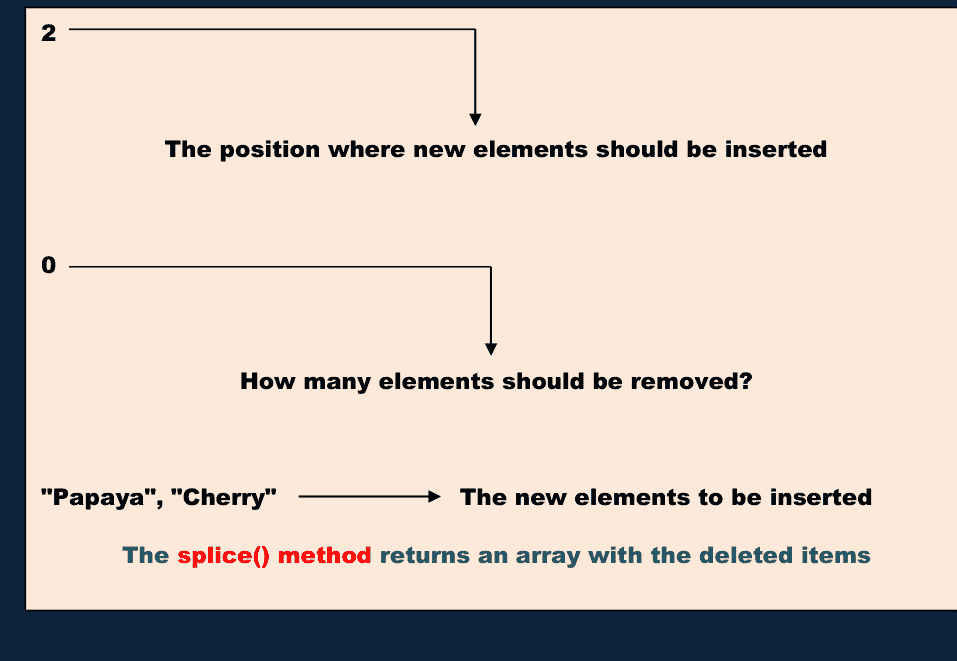 2
The position where new elements should be inserted
0
How many elements should be removed?
"Papaya", "Cherry" The new elements to be inserted
The splice() method returns an array with the deleted items